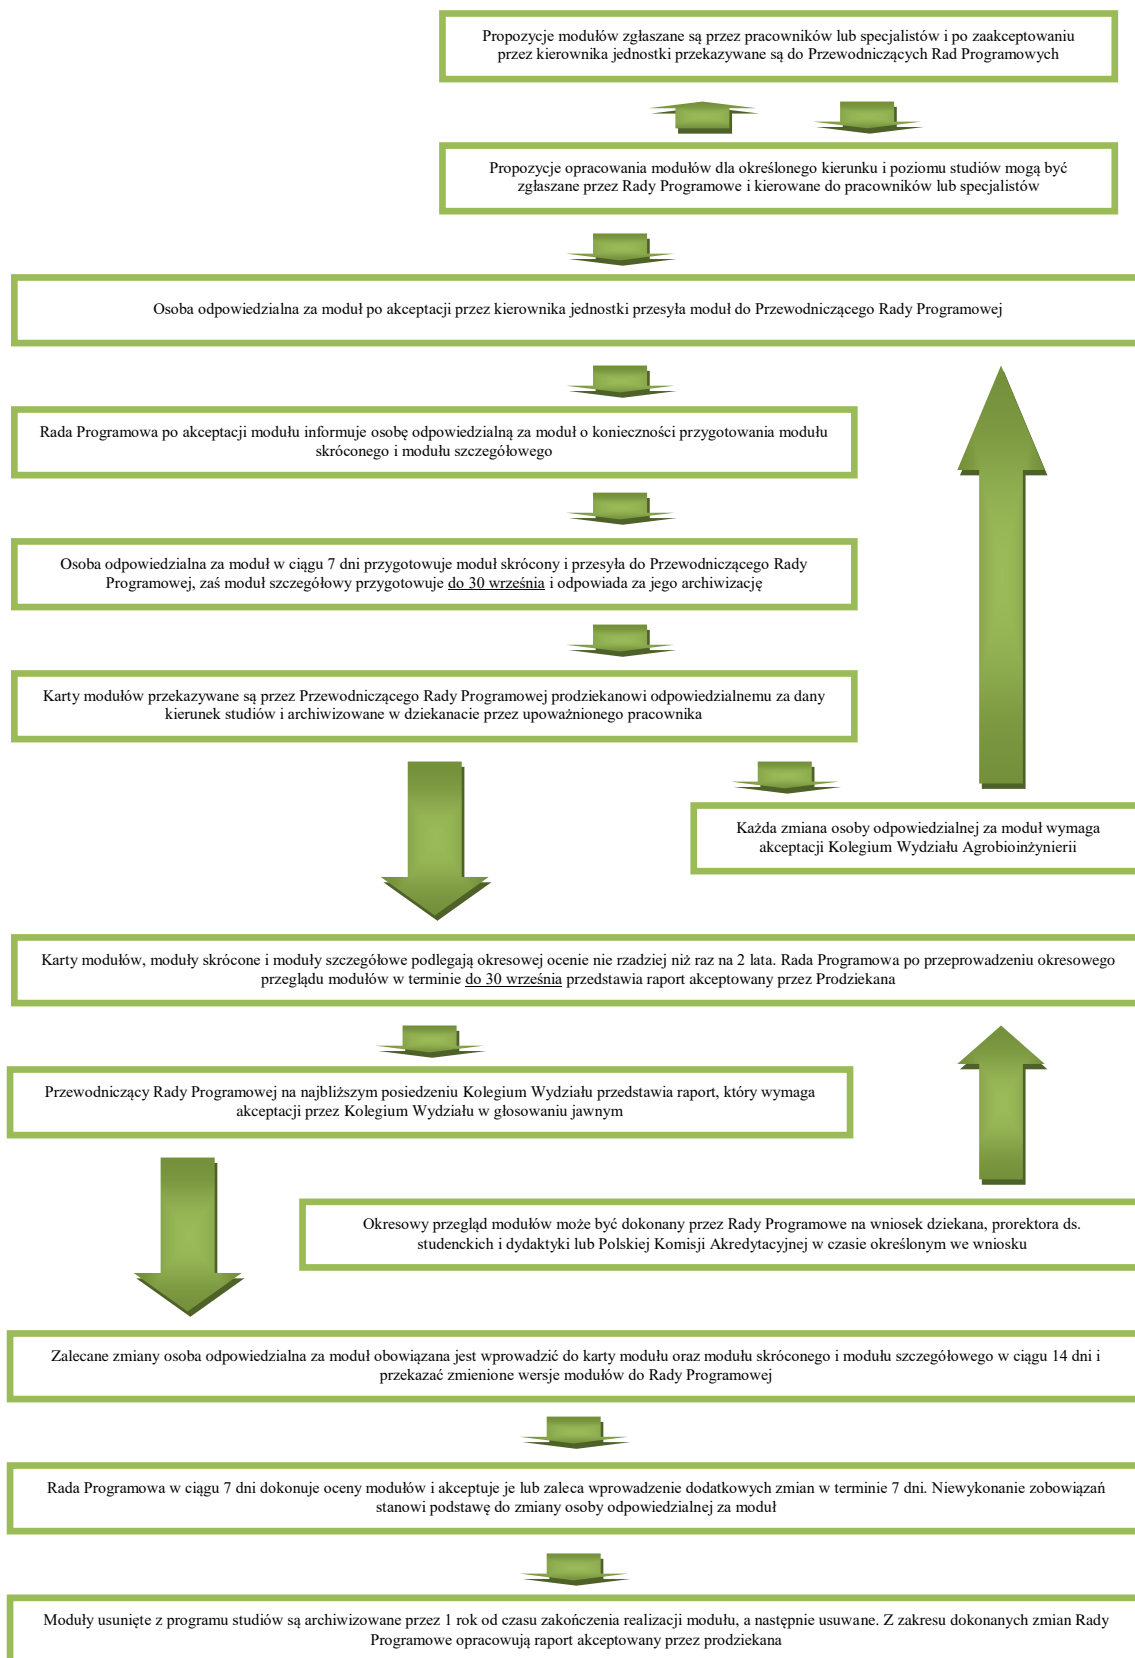 Propozycje modułów zgłaszane są przez pracowników lub specjalistów i po zaakceptowaniu
przez kierownika jednostki przekazywane są do Przewodniczących Rad Programowych
Propozycje opracowania modułów dla określonego kierunku i poziomu studiów mogą być
zgłaszane przez Rady Programowe i kierowane do pracowników lub specjalistów
Osoba odpowiedzialna za moduł po akceptacji przez kierownika jednostki przesyła moduł do Przewodniczącego Rady Programowej
Rada Programowa po akceptacji modułu informuje osobę odpowiedzialną za moduł o konieczności przygotowania modułu
skróconego i modułu szczegółowego
Osoba odpowiedzialna za moduł w ciągu 7 dni przygotowuje moduł skrócony i przesyła do Przewodniczącego Rady
Programowej, zaś moduł szczegółowy przygotowuje do 30 września i odpowiada za jego archiwizację
Karty modułów przekazywane są przez Przewodniczącego Rady Programowej prodziekanowi odpowiedzialnemu za dany
kierunek studiów i archiwizowane w dziekanacie przez upoważnionego pracownika
Każda zmiana osoby odpowiedzialnej za moduł wymaga
akceptacji Kolegium Wydziału Agrobioinżynierii
Karty modułów, moduły skrócone i moduły szczegółowe podlegają okresowej ocenie nie rzadziej niż raz na 2 lata. Rada Programowa po przeprowadzeniu okresowego
przeglądu modułów w terminie do 30 września przedstawia raport akceptowany przez Prodziekana
Przewodniczący Rady Programowej na najbliższym posiedzeniu Kolegium Wydziału przedstawia raport, który wymaga
akceptacji przez Kolegium Wydziału w głosowaniu jawnym
Okresowy przegląd modułów może być dokonany przez Rady Programowe na wniosek dziekana, prorektora ds.
studenckich i dydaktyki lub Polskiej Komisji Akredytacyjnej w czasie określonym we wniosku
Zalecane zmiany osoba odpowiedzialna za moduł obowiązana jest wprowadzić do karty modułu oraz modułu skróconego i modułu szczegółowego w ciągu 14 dni i
przekazać zmienione wersje modułów do Rady Programowej
Rada Programowa w ciągu 7 dni dokonuje oceny modułów i akceptuje je lub zaleca wprowadzenie dodatkowych zmian w terminie 7 dni. Niewykonanie zobowiązań
stanowi podstawę do zmiany osoby odpowiedzialnej za moduł
Moduły usunięte z programu studiów są archiwizowane przez 1 rok od czasu zakończenia realizacji modułu, a następnie usuwane. Z zakresu dokonanych zmian Rady
Programowe opracowują raport akceptowany przez prodziekana